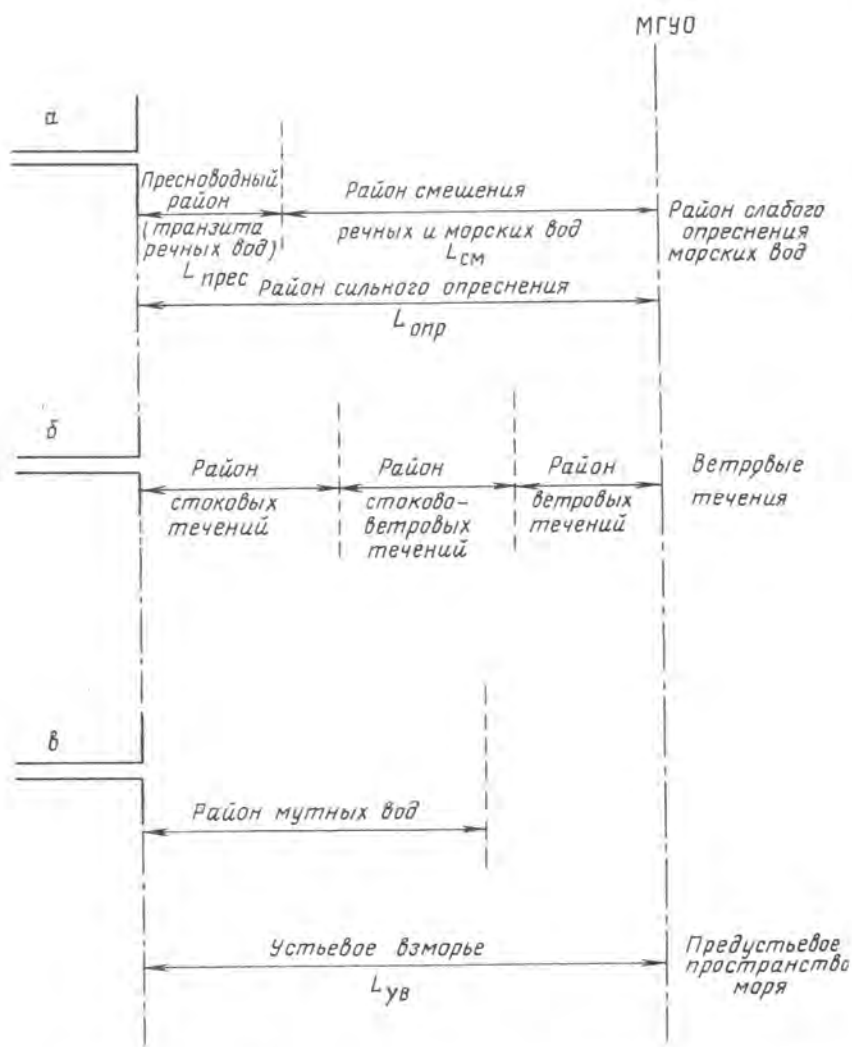 МГУО
а
Пресноводный
район
(транзита
речных вод)
L прес
Район смешения
речных и морских вод
L см
Район слабого
опреснения
морских вод
Район сильного опреснения
L опр
б
Район
стоковых
течений
Район
стоково-
ветровых
течений
Район
ветровых
течений
Ветровые
течения
в
Район мутных вод
Устьевое взморье
L ув
Предустьевое
пространство
моря